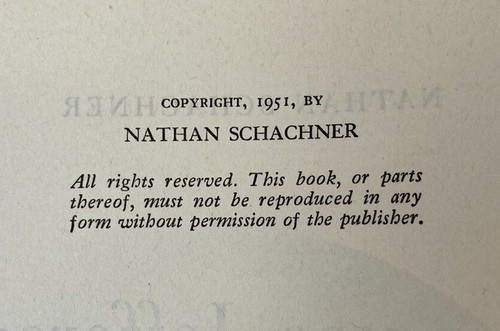 COPYRIGHT, 1951, BY
NATHAN SCHACHNER
All rights reserved. This book, or parts
thereof, must not be reproduced in any
form without permission of the publisher.